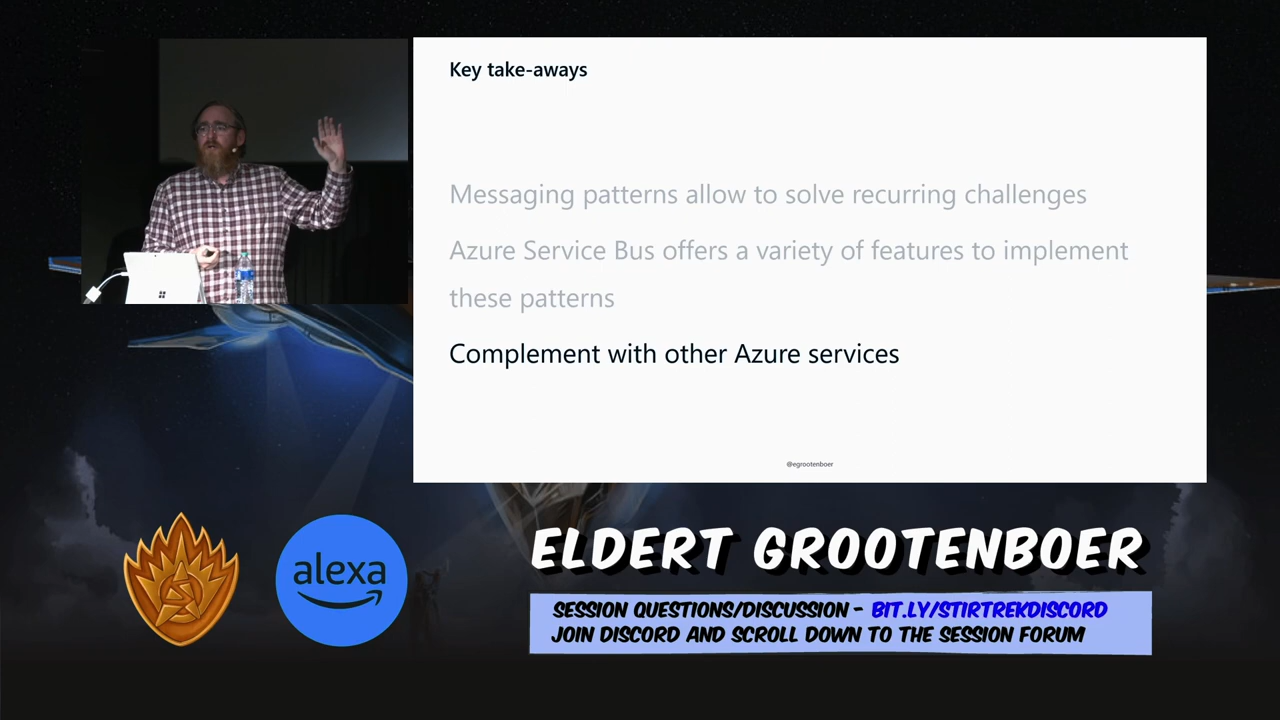 Key take-aways
Messaging patterns allow to solve recurring challenges
Azure Service Bus offers a variety of features to implement
these patterns
Complement with other Azure services
@egrootenboer
alexa
ELDERT GROOTENBOER
SESSION QUESTIONS/DISCUSSION - BIT.LY/STIRTREKDISCORD
JOIN DISCORD AND SCROLL DOWN TO THE SESSION FORUM